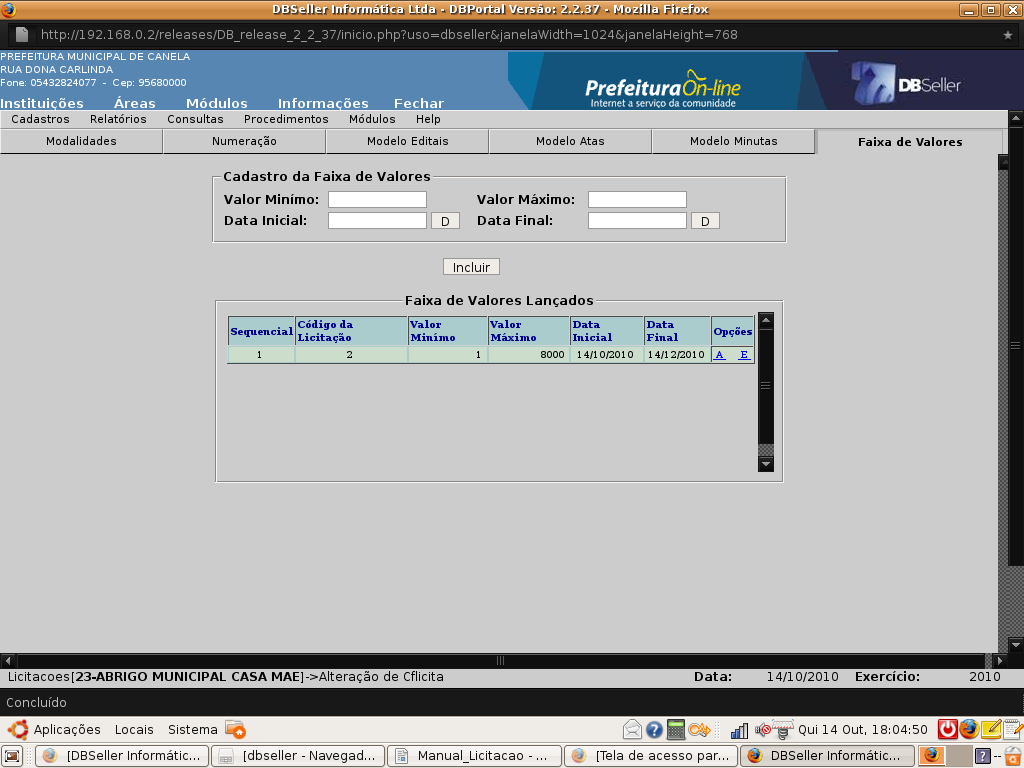 DBSeller Informática Ltda - DBPortal Versão: 2.2.37 - Mozilla Firefox
http://192.168.0.2/releases/DB_release_2_2_37/inicio.php?uso=dbseller&janelaWidth=1024&janelaHeight=768
PREFEITURA MUNICIPAL DE CANELA
RUA DONA CARLINDA
Fone: 05432824077 - Cep: 95680000
Instituições Áreas Módulos Informações Fechar
PrefeituraOn-line
Internet a serviço da comunidade
DBSeller
Cadastros Relatórios Consultas Procedimentos Módulos Help
Modalidades Numeração Modelo Editais Modelo Atas Modelo Minutas Faixa de Valores
Cadastro da Faixa de Valores
Valor Minímo: Valor Máximo:
Data Inicial: D Data Final: D
Incluir
Faixa de Valores Lançados
Sequencial Código da Licitação Valor Minímo Valor Máximo Data Inicial Data Final Opções
1 2 1 8000 14/10/2010 14/12/2010 A E
Licitacoes[23-ABRIGO MUNICIPAL CASA MAE]->Alteração de Cflicita Data: 14/10/2010 Exercício: 2010
Concluído
Aplicações Locais Sistema Qui 14 Out, 18:04:50
[DBSeller Informátic... [dbseller - Navegad... Manual_Licitacao - ... [Tela de acesso par... DBSeller Informátic...